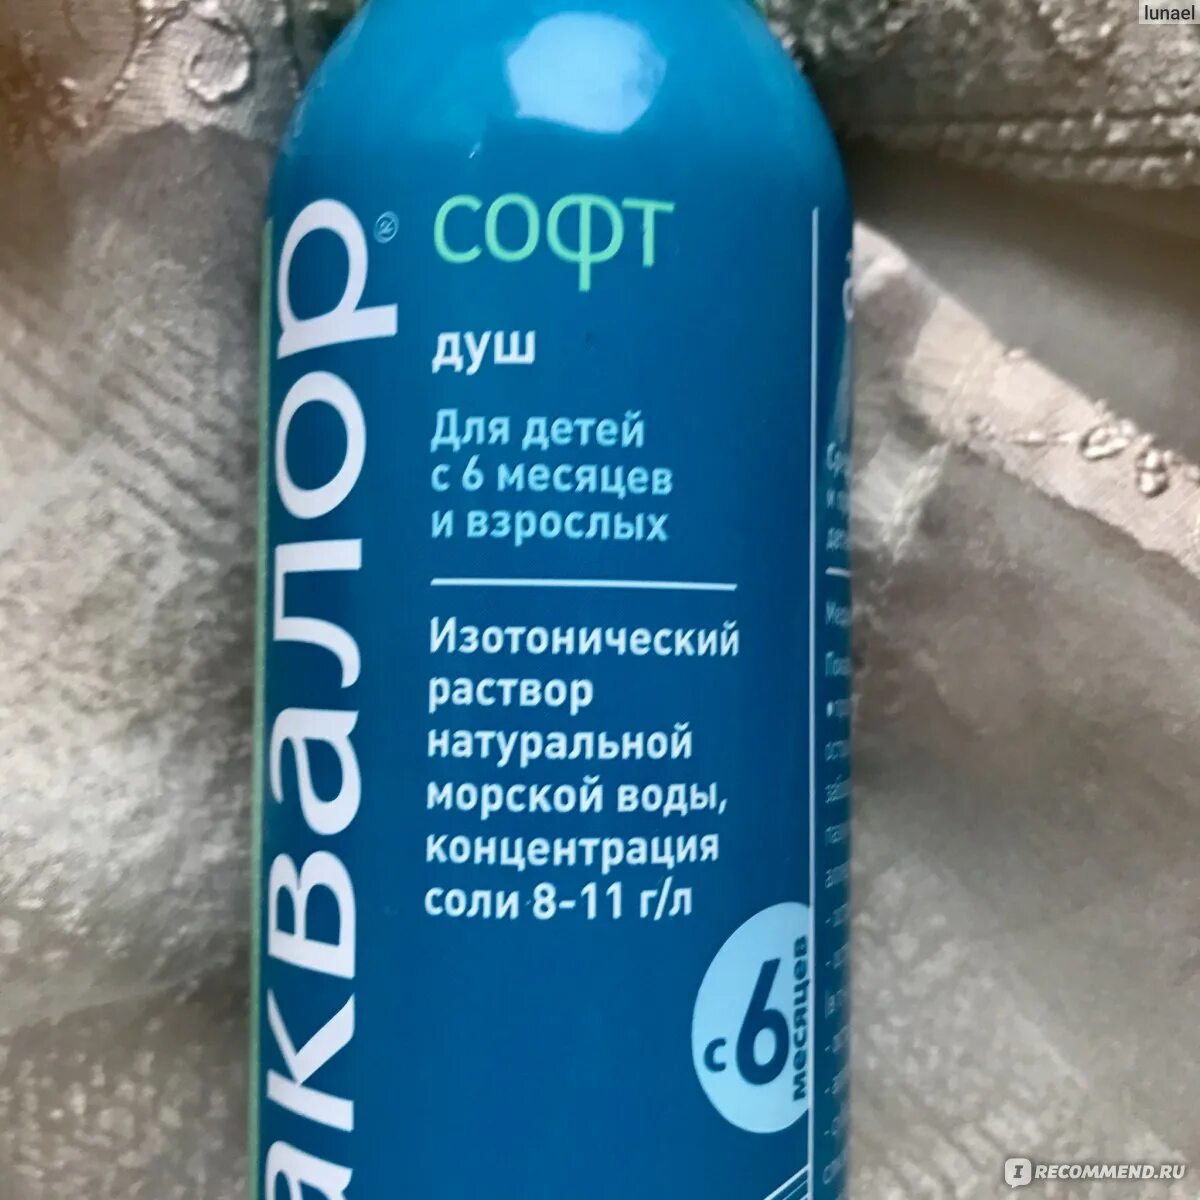 lunael
аквалор®
софт
душ
Для детей
с 6 месяцев
и взрослых
Изотонический
раствор
натуральной
морской воды,
концентрация
соли 8-11 г/л
с 6 месяцев
IRECOMMEND.RU